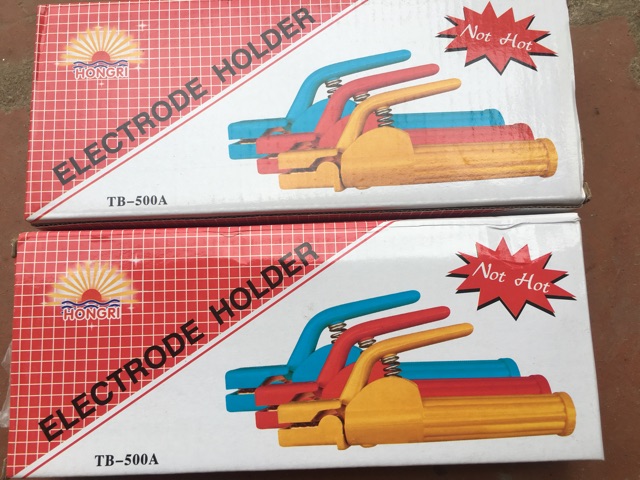 HONGRI
ELECTRODE HOLDER
Not Hot
TB-500A
HONGRI
ELECTRODE HOLDER
Not Hot
TB-500A